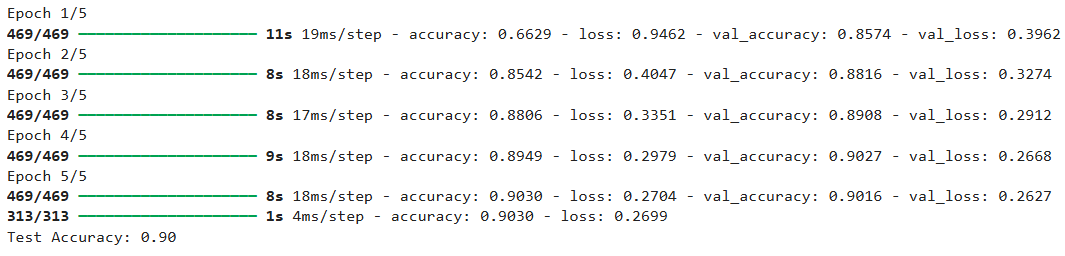 Epoch 1/5
469/469 ━━━━━━━━━━━━━━━━━━━━ 11s 19ms/step - accuracy: 0.6629 - loss: 0.9462 - val_accuracy: 0.8574 - val_loss: 0.3962
Epoch 2/5
469/469 ━━━━━━━━━━━━━━━━━━━━ 8s 18ms/step - accuracy: 0.8542 - loss: 0.4047 - val_accuracy: 0.8816 - val_loss: 0.3274
Epoch 3/5
469/469 ━━━━━━━━━━━━━━━━━━━━ 8s 17ms/step - accuracy: 0.8806 - loss: 0.3351 - val_accuracy: 0.8908 - val_loss: 0.2912
Epoch 4/5
469/469 ━━━━━━━━━━━━━━━━━━━━ 9s 18ms/step - accuracy: 0.8949 - loss: 0.2979 - val_accuracy: 0.9027 - val_loss: 0.2668
Epoch 5/5
469/469 ━━━━━━━━━━━━━━━━━━━━ 8s 18ms/step - accuracy: 0.9030 - loss: 0.2704 - val_accuracy: 0.9016 - val_loss: 0.2627
313/313 ━━━━━━━━━━━━━━━━━━━━ 1s 4ms/step - accuracy: 0.9030 - loss: 0.2699
Test Accuracy: 0.90